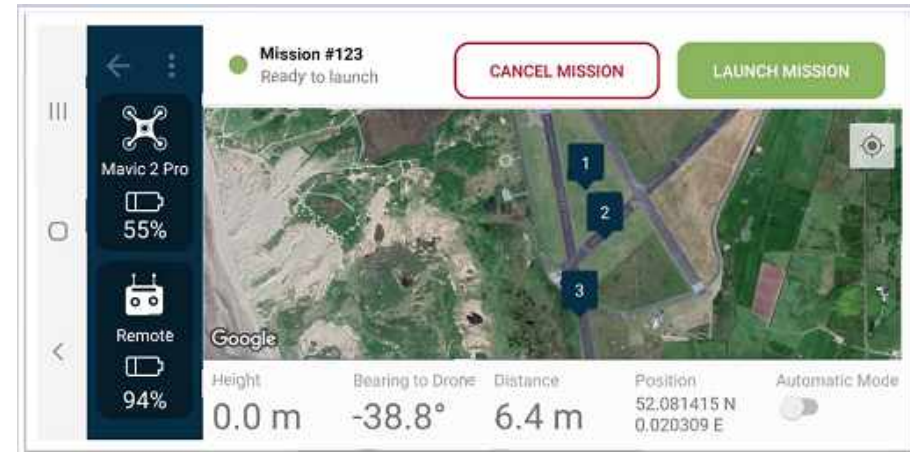 Mission #123
Ready to launch
CANCEL MISSION
LAUNCH MISSION
Mavic 2 Pro
55%
Remote
94%
1
2
3
Google
Height
0.0 m
Bearing to Drone
-38.8°
Distance
6.4 m
Position
52.081415 N
0.020309 E
Automatic Mode